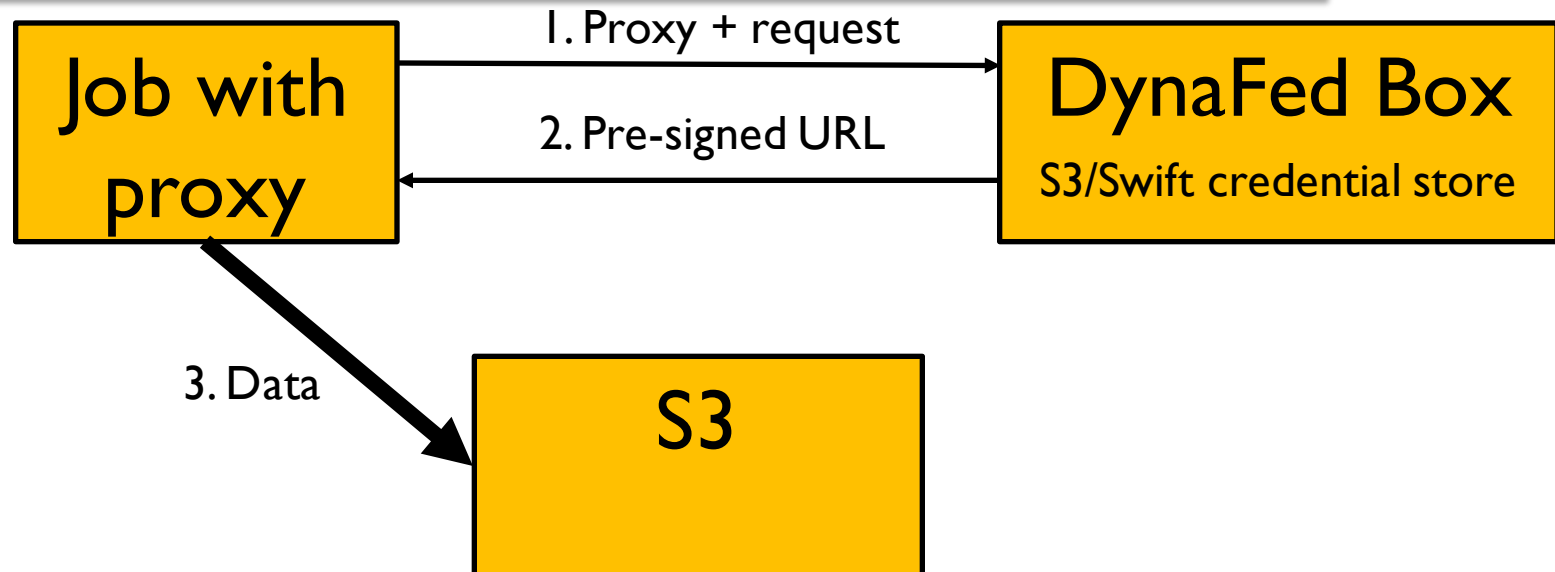 1. Proxy + request
Job with
proxy
DynaFed Box
S3/Swift credential store
2. Pre-signed URL
3. Data
S3